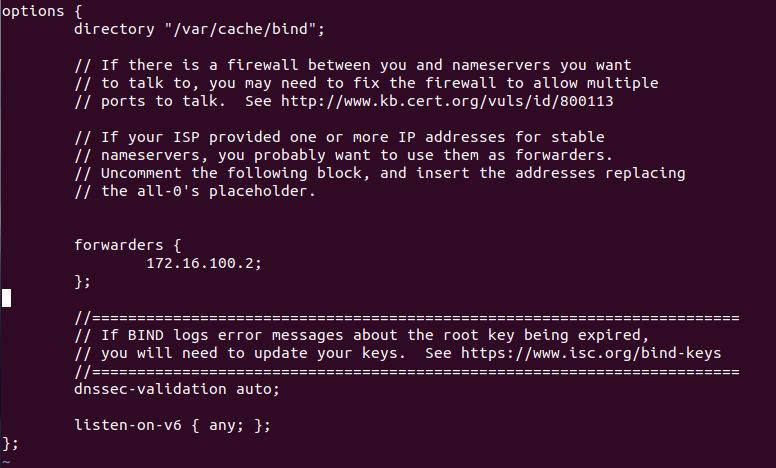 options {
        directory "/var/cache/bind";

        // If there is a firewall between you and nameservers you want
        // to talk to, you may need to fix the firewall to allow multiple
        // ports to talk.  See http://www.kb.cert.org/vuls/id/800113

        // If your ISP provided one or more IP addresses for stable
        // nameservers, you probably want to use them as forwarders.
        // Uncomment the following block, and insert the addresses replacing
        // the all-0's placeholder.


        forwarders {
                172.16.100.2;
        };

        //========================================================================
        // If BIND logs error messages about the root key being expired,
        // you will need to update your keys.  See https://www.isc.org/bind-keys
        //========================================================================
        dnssec-validation auto;

        listen-on-v6 { any; };
};
~